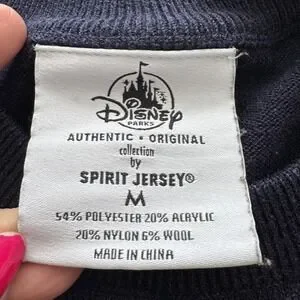 Disney
PARKS
AUTHENTIC • ORIGINAL
collection
by
SPIRIT JERSEY®
M
54% POLYESTER 20% ACRYLIC
20% NYLON 6% WOOL
MADE IN CHINA